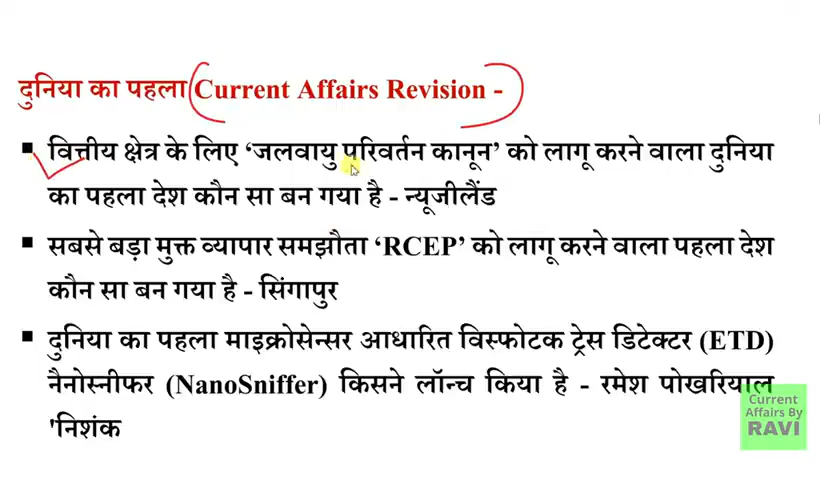 दुनिया का पहला Current Affairs Revision -
▪ वित्तीय क्षेत्र के लिए ‘जलवायु परिवर्तन कानून’ को लागू करने वाला दुनिया
का पहला देश कौन सा बन गया है - न्यूजीलैंड
▪ सबसे बड़ा मुक्त व्यापार समझौता ‘RCEP’ को लागू करने वाला पहला देश
कौन सा बन गया है - सिंगापुर
▪ दुनिया का पहला माइक्रोसेन्सर आधारित विस्फोटक ट्रेस डिटेक्टर (ETD)
नैनोस्नीफर (NanoSniffer) किसने लॉन्च किया है - रमेश पोखरियाल
'निशंक
Current
Affairs By
RAVI